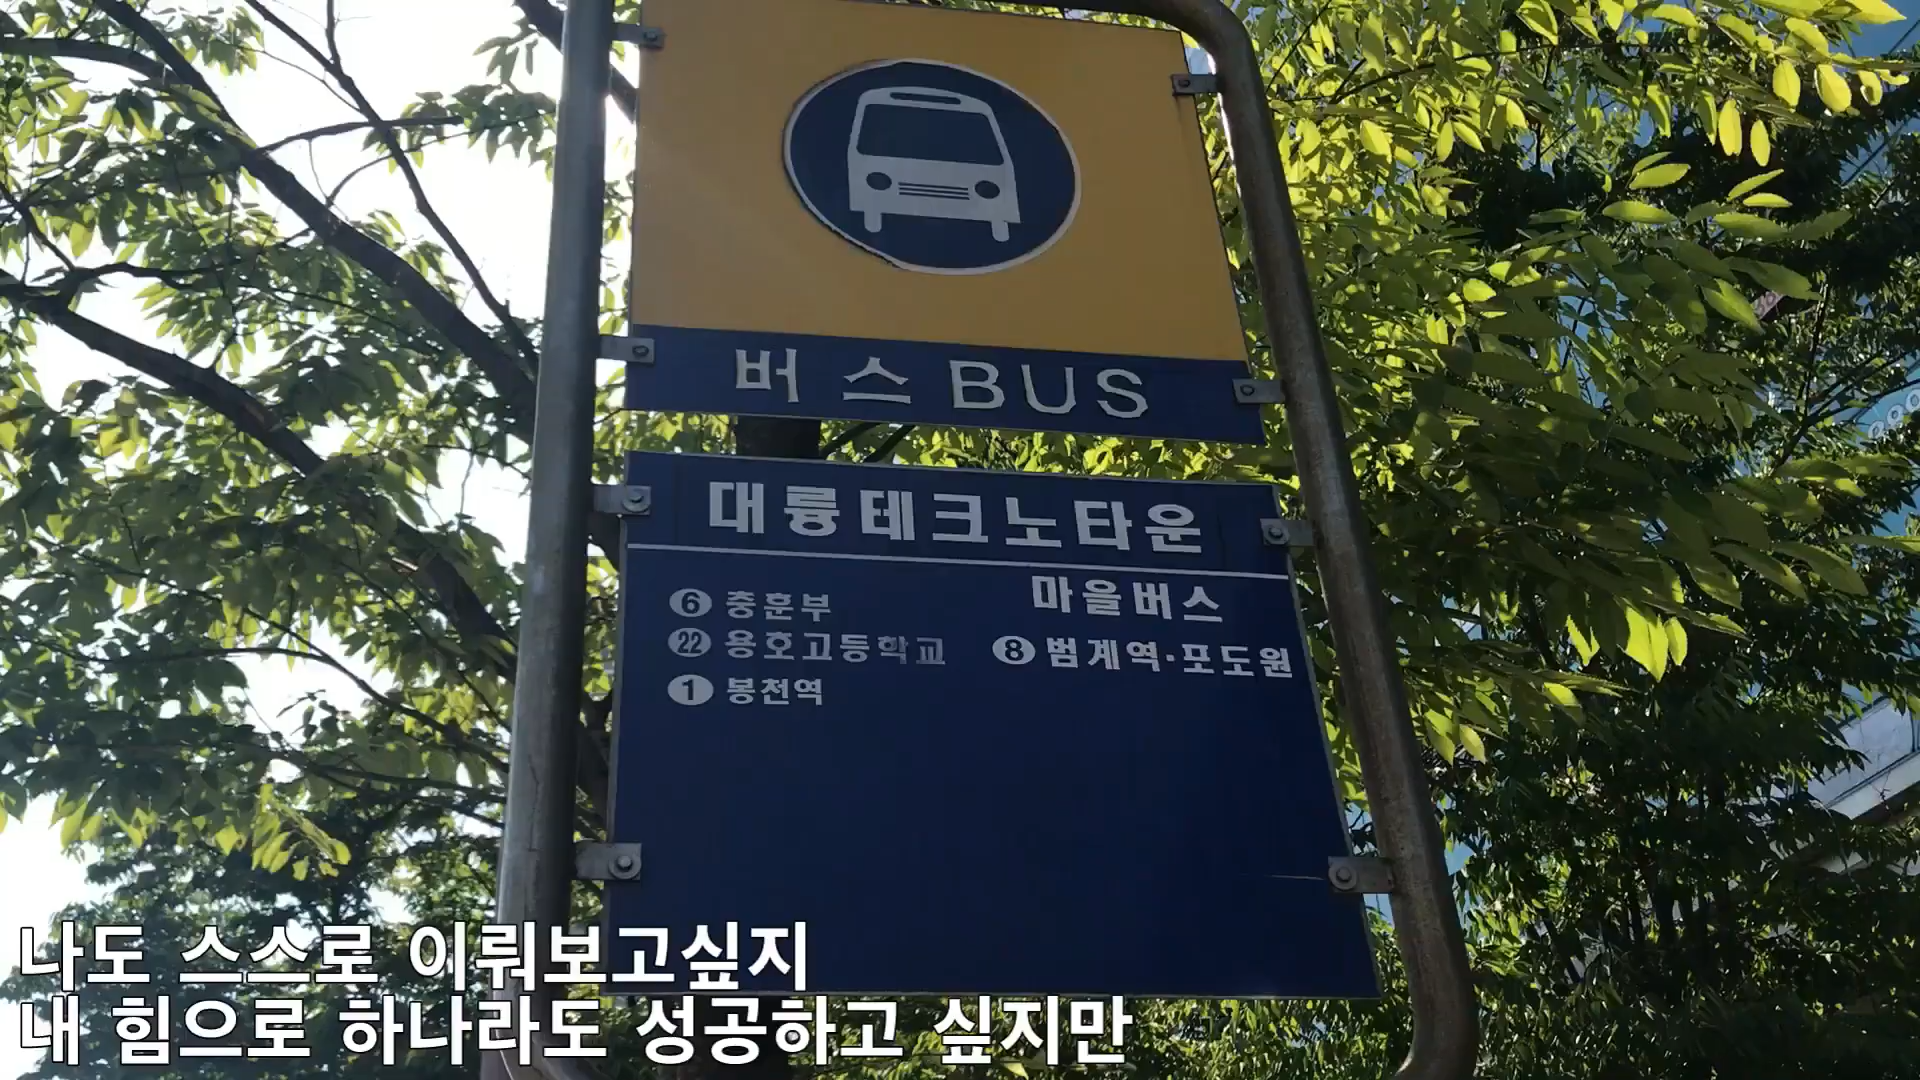 버스 BUS
대륭테크노타운
마을버스
6 충훈부
22 용호고등학교
8 범계역·포도원
1 봉천역
나도 스스로 이뤄보고싶지
내 힘으로 하나라도 성공하고 싶지만